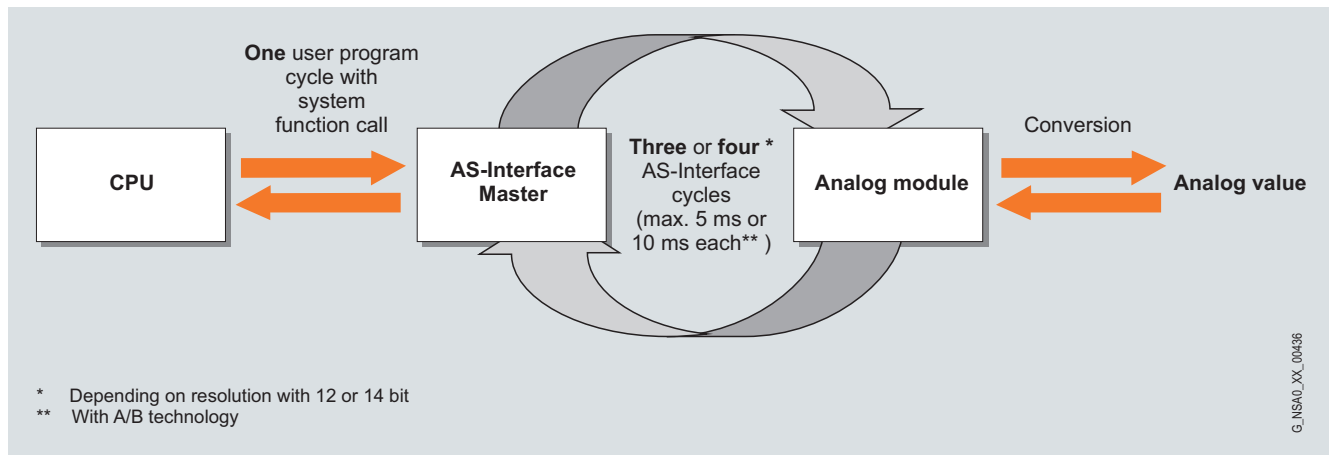 One user program
cycle with
system
function call
CPU
AS-Interface
Master
Three or four *
AS-Interface
cycles
(max. 5 ms or
10 ms each** )
Analog module
Conversion
Analog value
* Depending on resolution with 12 or 14 bit
** With A/B technology
G_NSA0_XX_00436